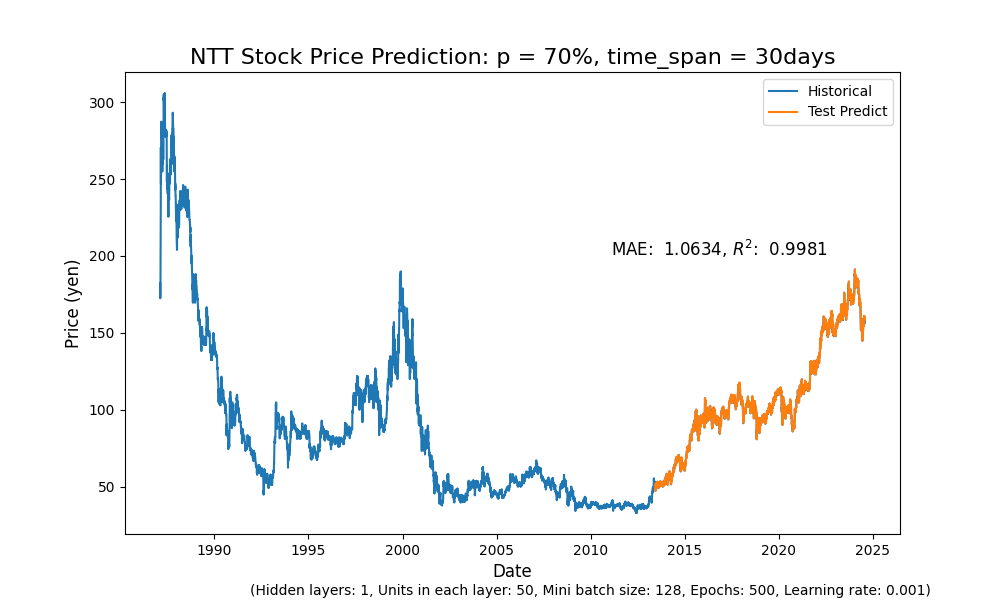 NTT Stock Price Prediction: p = 70%, time_span = 30days
Historical
Test Predict
MAE:  1.0634, R²:  0.9981
Price (yen)
300
250
200
150
100
50
1990 1995 2000 2005 2010 2015 2020 2025
Date
(Hidden layers: 1, Units in each layer: 50, Mini batch size: 128, Epochs: 500, Learning rate: 0.001)